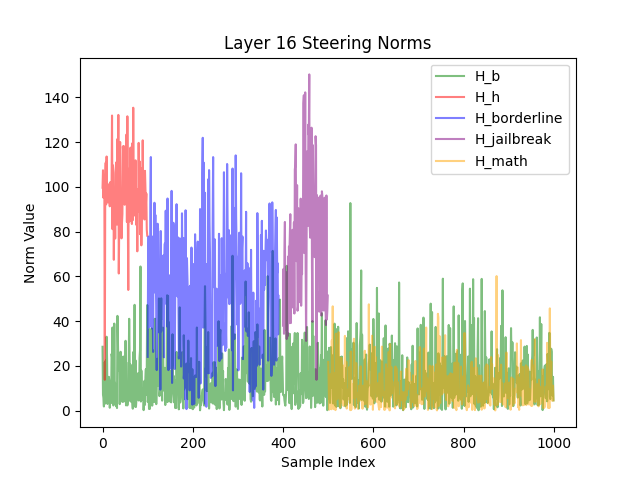 Layer 16 Steering Norms
H_b
H_h
H_borderline
H_jailbreak
H_math
Norm Value
140
120
100
80
60
40
20
0
0
200
400
600
800
1000
Sample Index